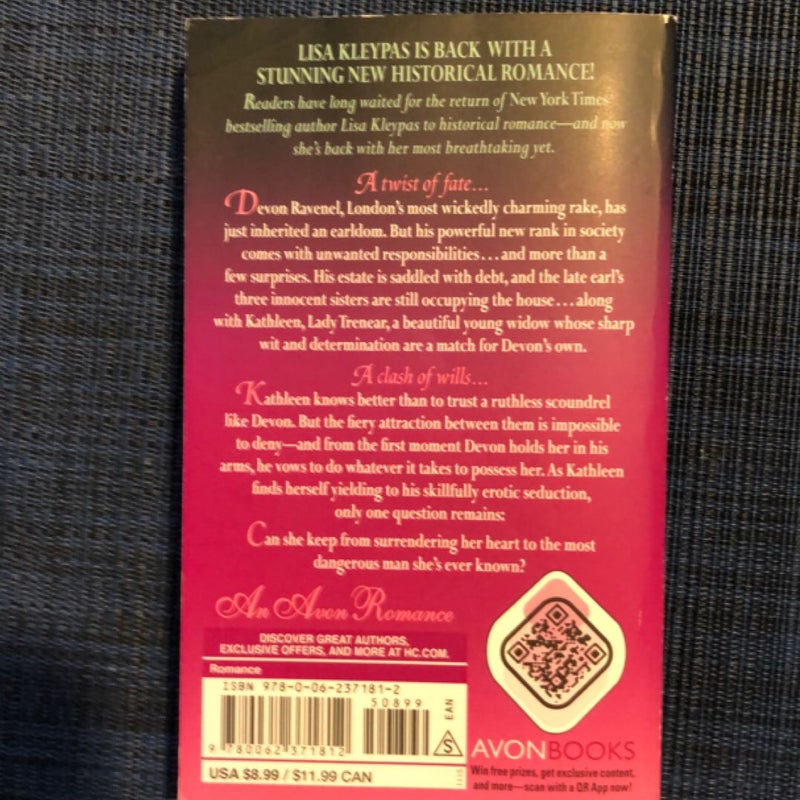 LISA KLEYPAS IS BACK WITH A
STUNNING NEW HISTORICAL ROMANCE!
Readers have long waited for the return of New York Times
bestselling author Lisa Kleypas to historical romance—and now
she's back with her most breathtaking yet.
A twist of fate...
Devon Ravenel, London's most wickedly charming rake, has
just inherited an earldom. But his powerful new rank in society
comes with unwanted responsibilities...and more than a
few surprises. His estate is saddled with debt, and the late earl's
three innocent sisters are still occupying the house...along
with Kathleen, Lady Trenear, a beautiful young widow whose sharp
wit and determination are a match for Devon's own.
A clash of wills...
Kathleen knows better than to trust a ruthless scoundrel
like Devon. But the fiery attraction between them is impossible
to deny—and from the first moment Devon holds her in his
arms, he vows to do whatever it takes to possess her. As Kathleen
finds herself yielding to his skillfully erotic seduction,
only one question remains:
Can she keep from surrendering her heart to the most
dangerous man she's ever known?
An Avon Romance
DISCOVER GREAT AUTHORS,
EXCLUSIVE OFFERS, AND MORE AT HC.COM.
Romance
ISBN 978-0-06-237181-2
50899
EAN
9 780062 371812
S
USA $8.99 / $11.99 CAN
1115
AVONBOOKS
Win free prizes, get exclusive content,
and more—scan with a QR App now!